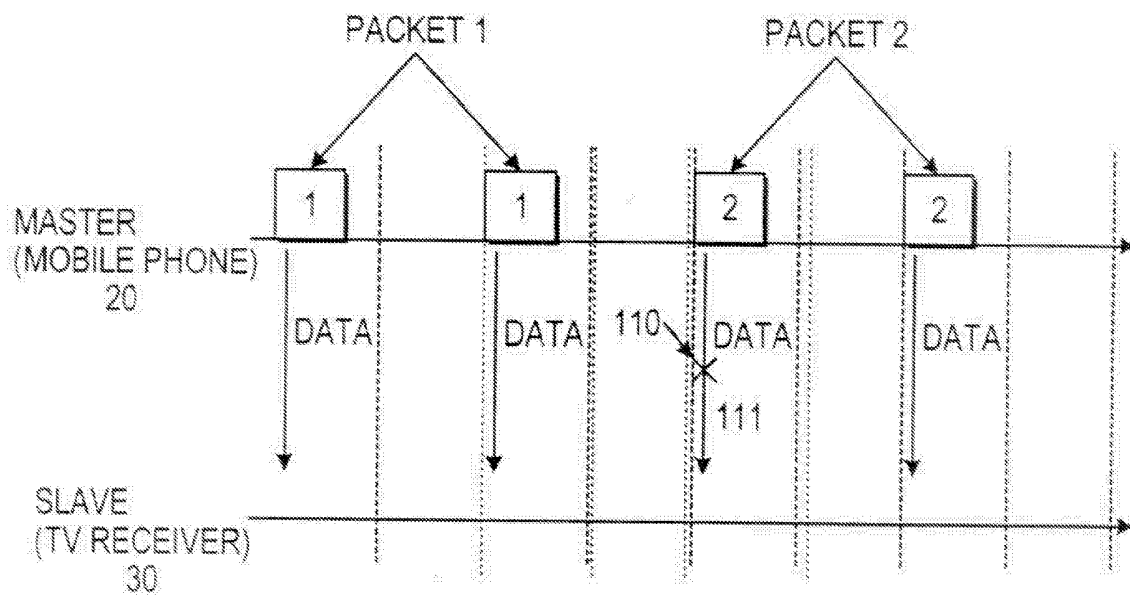 PACKET 1
PACKET 2
1
1
2
2
MASTER
(MOBILE PHONE)
20
DATA
DATA
110
DATA
DATA
111
SLAVE
(TV RECEIVER)
30